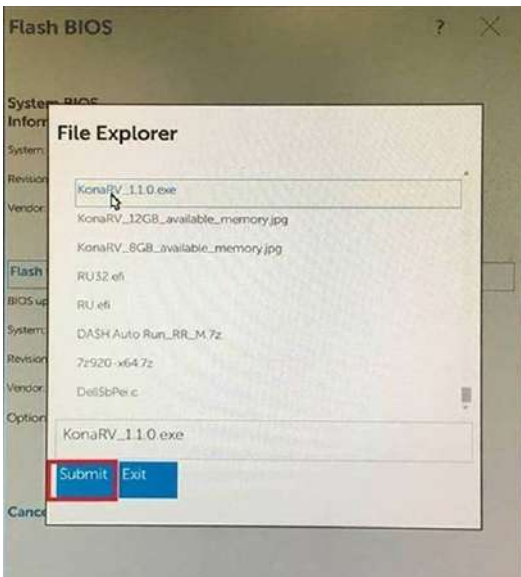 Flash BIOS ? X
System BIOS
Inforr
File Explorer
System:
Revision
Vendor:
KonaRV_1.1.0.exe
KonaRV_12GB_available_memory.jpg
KonaRV_8GB_available_memory.jpg
Flash
RU32.efi
BIOS up
RU.efi
System:
DASH Auto Run_RR_M.7z
Revision
7z920-x64.7z
Vendor:
DellSbPei.c
Option
KonaRV_1.1.0.exe
Submit Exit
Cance